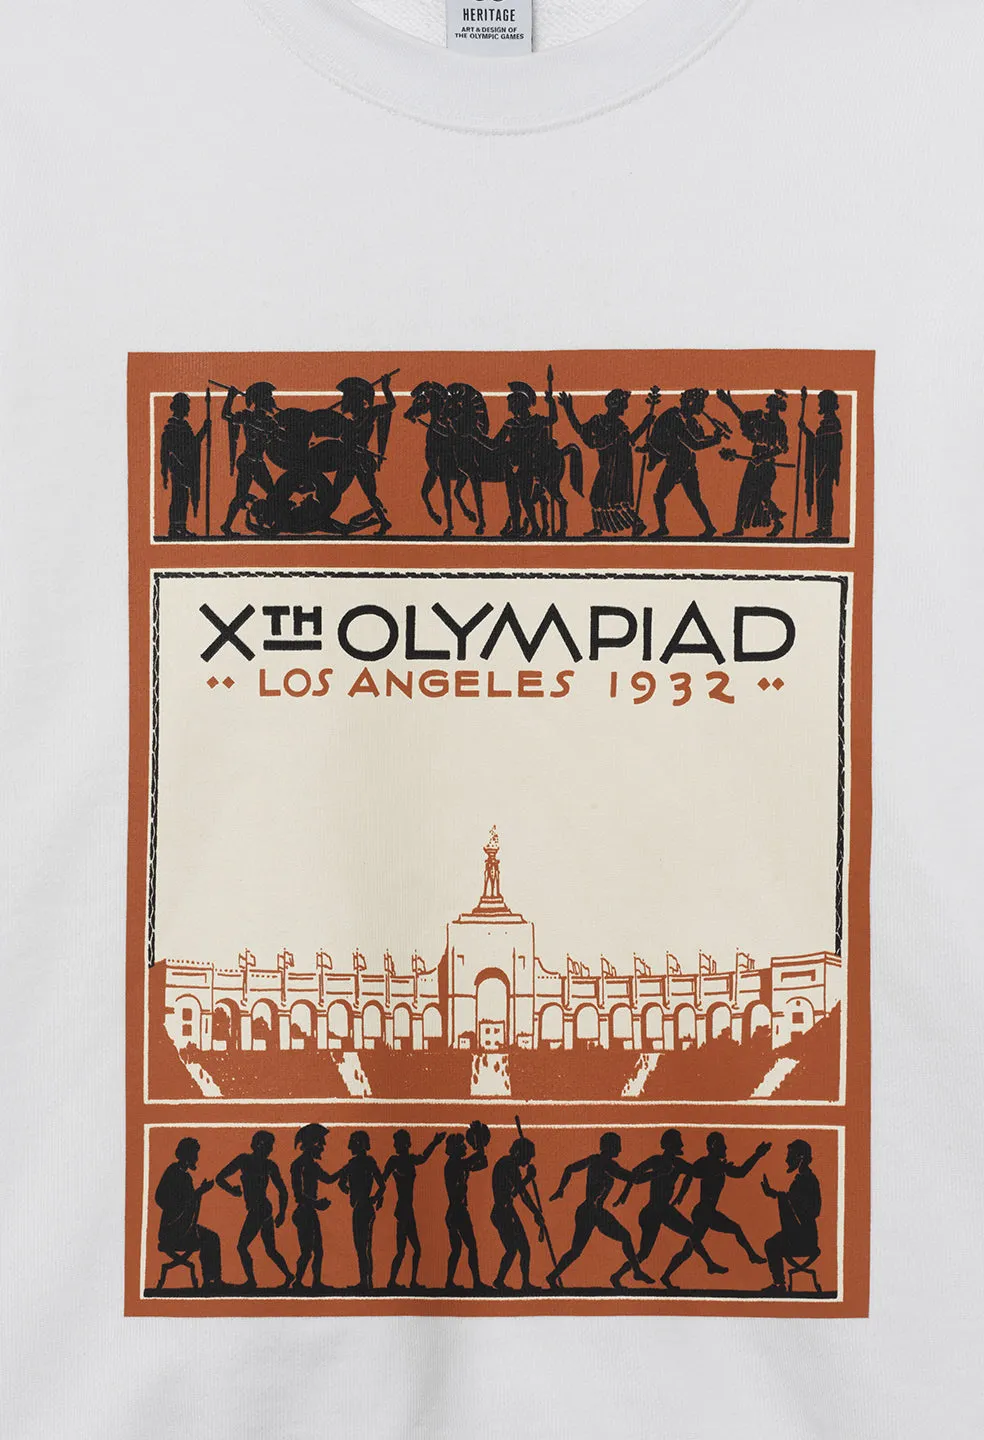 HERITAGE
ART & DESIGN OF
THE OLYMPIC GAMES
XTH OLYMPIAD
LOS ANGELES 1932